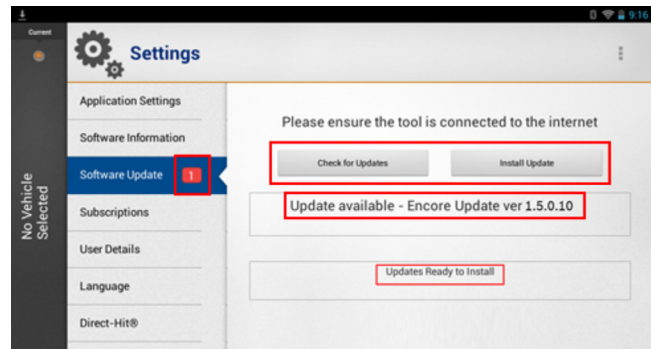 9:16
Current
Settings
No Vehicle
Selected
Application Settings
Software Information
Software Update 1
Subscriptions
User Details
Language
Direct-Hit®
Please ensure the tool is connected to the internet
Check for Updates Install Update
Update available - Encore Update ver 1.5.0.10
Updates Ready to Install